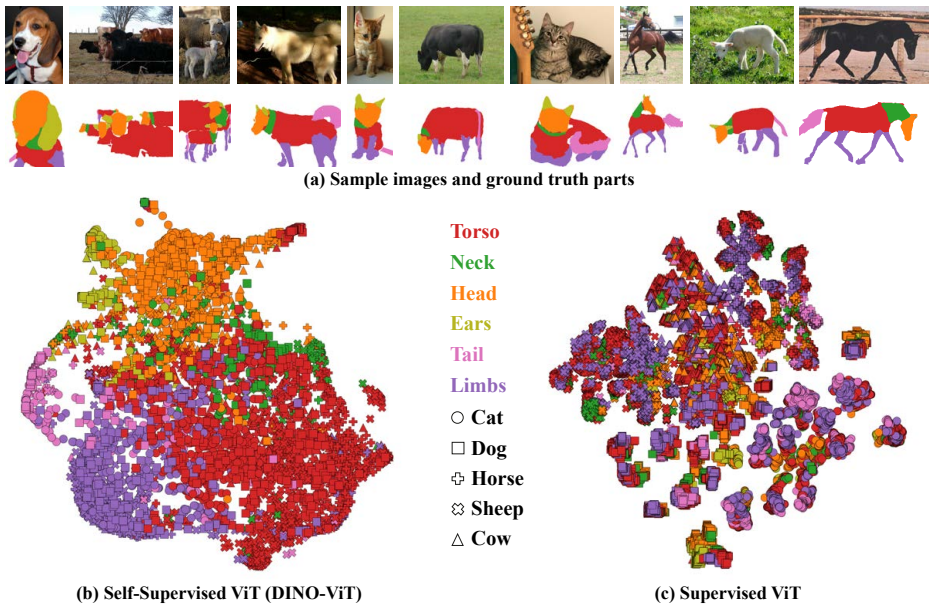 (a) Sample images and ground truth parts
Torso
Neck
Head
Ears
Tail
Limbs
Cat
Dog
Horse
Sheep
Cow
(b) Self-Supervised ViT (DINO-ViT)
(c) Supervised ViT